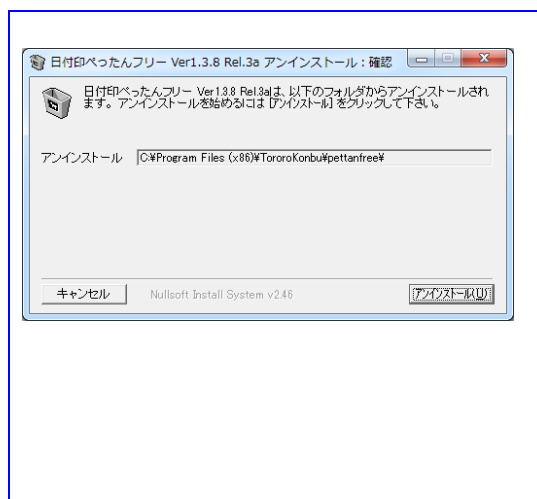 日付印ぺったんフリー Ver1.3.8 Rel.3a アンインストール：確認
日付印ぺったんフリー Ver1.3.8 Rel.3aは、以下のフォルダからアンインストールされ
ます。アンインストールを始めるには [アンインストール] をクリックして下さい。
アンインストール C:¥Program Files (x86)¥TororoKonbu¥pettanfree¥
キャンセル Nullsoft Install System v2.46 アンインストール(U)